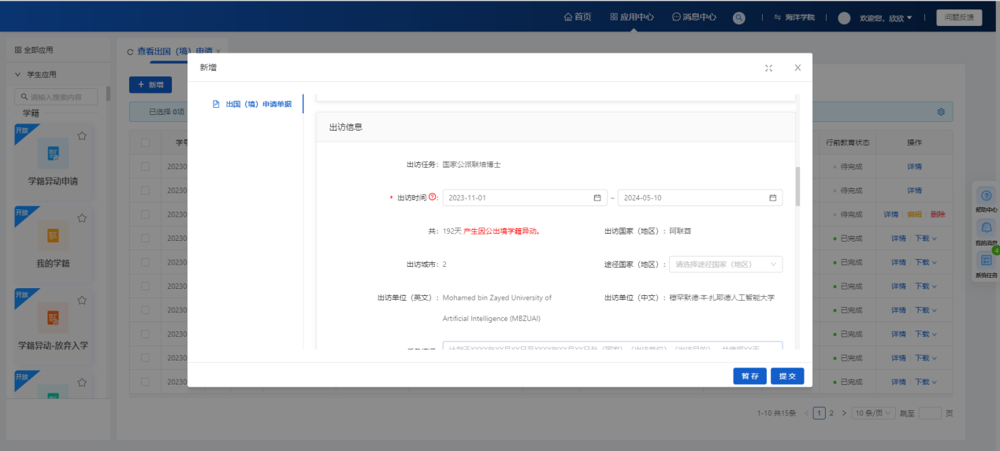 首页 应用中心 消息中心 海洋学院 欢迎您，欣欣 问题反馈
全部应用
查看出国（境）申请 ×
学生应用
请输入搜索内容
学籍
开放
学籍异动申请
开放
我的学籍
开放
学籍异动-放弃入学
开放
+ 新增
已选择 0项
新增
出国（境）申请单据
出访信息
出访任务： 国家公派联培博士
* 出访时间 : 2023-11-01 ~ 2024-05-10
共： 192天 产生因公出境学籍异动。 出访国家（地区）： 阿联酋
出访城市： 2 途径国家（地区）： 请选择途径国家（地区）
出访单位（英文）： Mohamed bin Zayed University of 出访单位（中文）： 穆罕默德·本·扎耶德人工智能大学
Artificial Intelligence (MBZUAI)
暂存 提交
学号 行前教育状态 操作
20230 待完成 详情
20230 待完成 详情
20230 待完成 详情 编辑 删除
20230 已完成 详情 下载
20230 已完成 详情 下载
20230 已完成 详情 下载
20230 已完成 详情 下载
20230 已完成 详情 下载
20230 已完成 详情 下载
20230 已完成 详情 下载
1-10 共15条 < 1 2 > 10 条/页 跳至 页
帮助中心
我的消息
4
系统任务